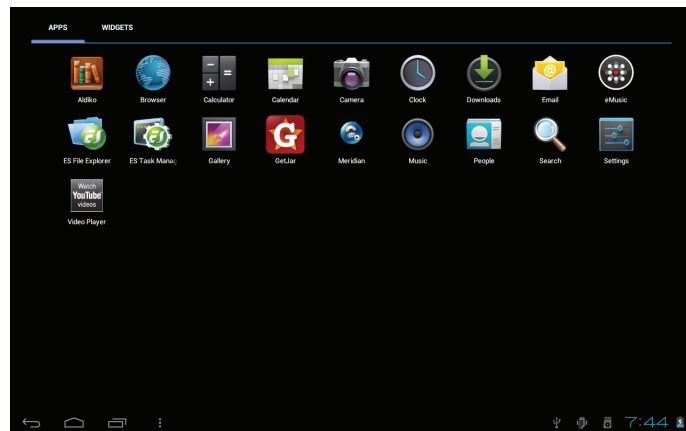 APPS WIDGETS
Aldiko Browser Calculator Calendar Camera Clock Downloads Email eMusic
ES File Explorer ES Task Manag Gallery GetJar Meridian Music People Search Settings
Watch
YouTube
videos
Video Player
7:44